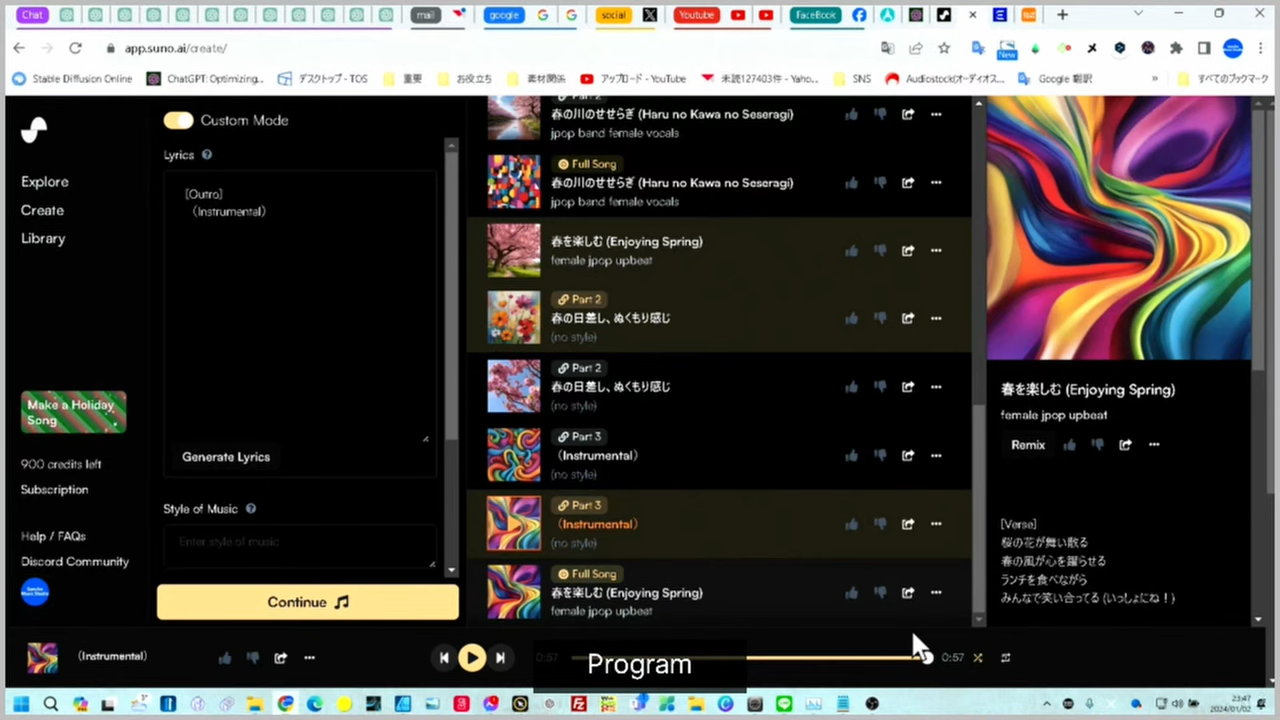 Chat
mail
google
social
Youtube
FaceBook
app.suno.ai/create/
New
Stable Diffusion Online
ChatGPT: Optimizing...
デスクトップ - TOS
重要
お役立ち
素材関係
アップロード - YouTube
未読127403件 - Yaho...
SNS
Audiostock(オーディオス...
Google 翻訳
»
すべてのブックマーク
Custom Mode
Lyrics
[Outro]
(Instrumental)
Explore
Create
Library
Make a Holiday
Song
Generate Lyrics
900 credits left
Subscription
Style of Music
Enter style of music
Help / FAQs
Discord Community
Continue
Part 2
春の川のせせらぎ (Haru no Kawa no Seseragi)
jpop band female vocals
Full Song
春の川のせせらぎ (Haru no Kawa no Seseragi)
jpop band female vocals
春を楽しむ (Enjoying Spring)
female jpop upbeat
Part 2
春の日差し、ぬくもり感じ
(no style)
Part 2
春の日差し、ぬくもり感じ
(no style)
Part 3
(Instrumental)
(no style)
Part 3
(Instrumental)
(no style)
Full Song
春を楽しむ (Enjoying Spring)
female jpop upbeat
春を楽しむ (Enjoying Spring)
female jpop upbeat
Remix
[Verse]
桜の花が舞い散る
春の風が心を躍らせる
ランチを食べながら
みんなで笑い合ってる (いっしょにね！)
(Instrumental)
0:57
Program
0:57
23:47
2024/01/02